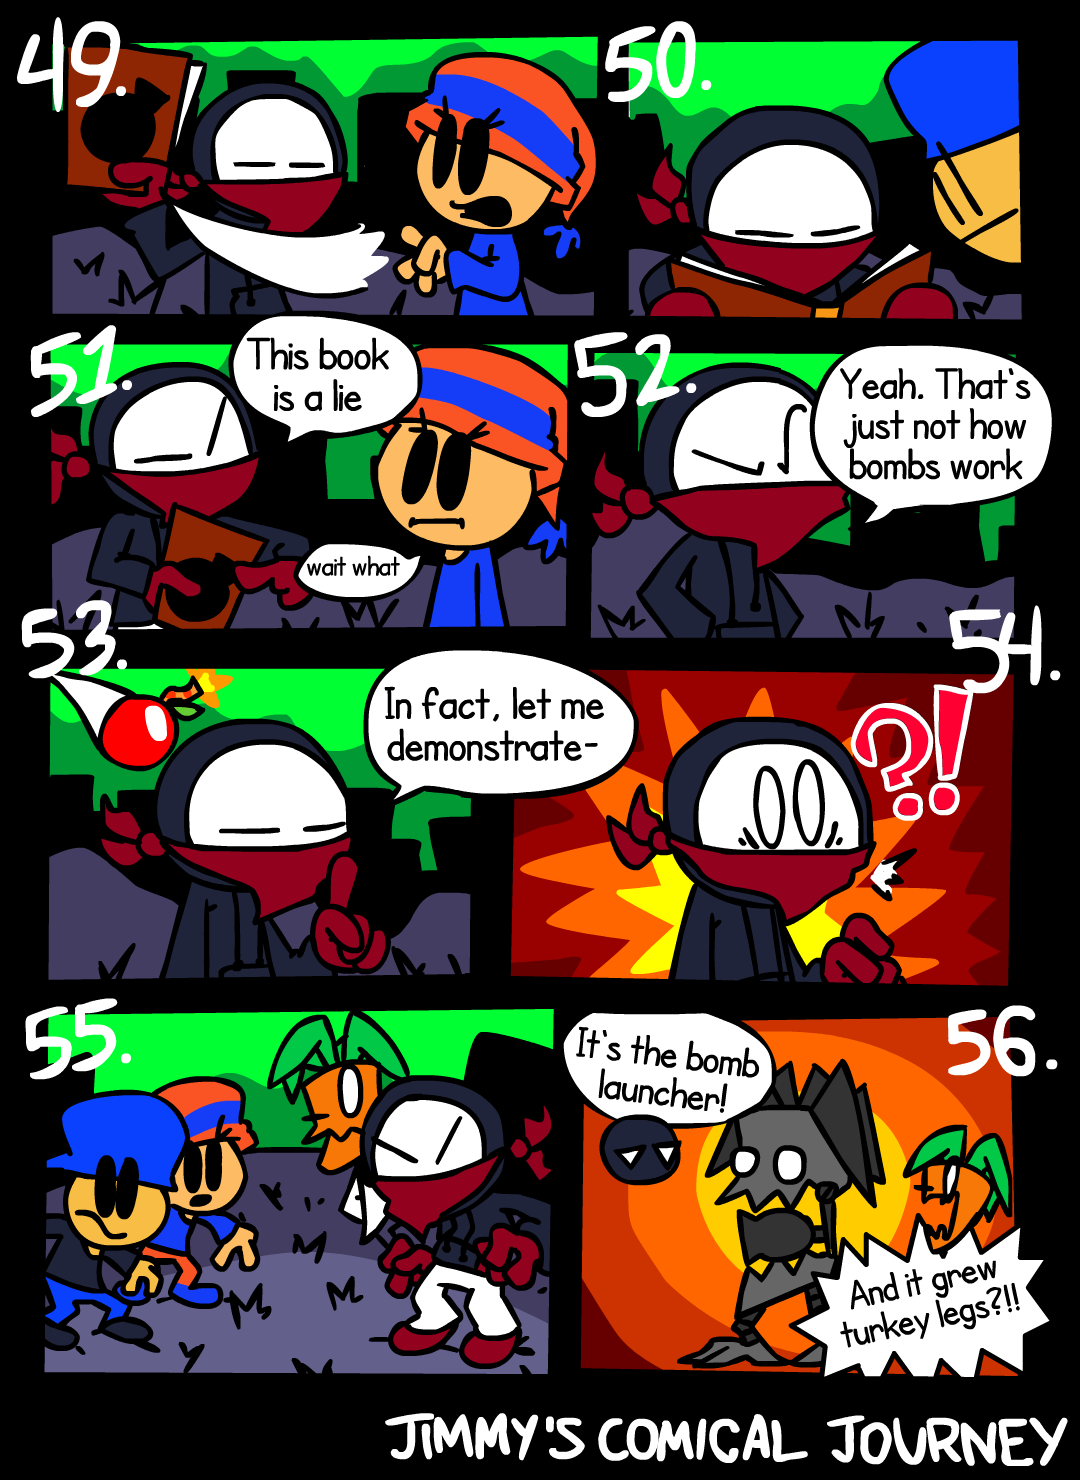 49.
50.
51.
This book
is a lie
wait what
52.
Yeah. That's
just not how
bombs work
53.
In fact, let me
demonstrate-
54.
?!
55.
56.
It's the bomb
launcher!
And it grew
turkey legs?!!
JIMMY'S COMICAL JOURNEY